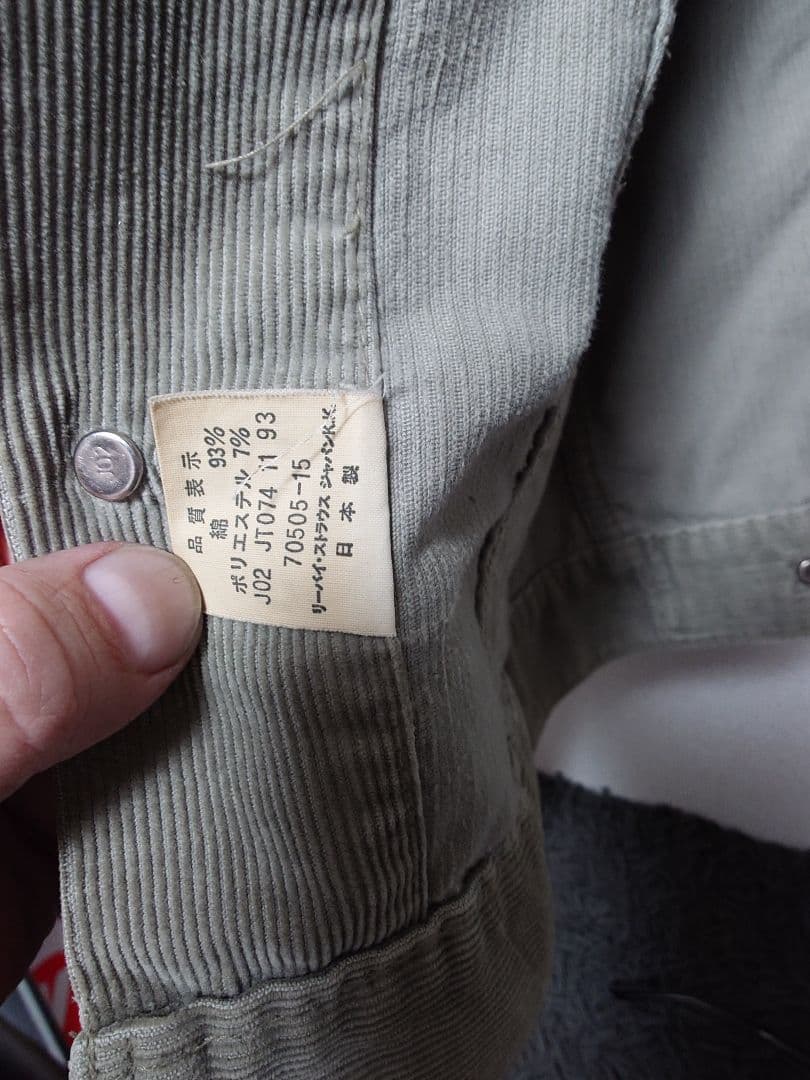 品質表示
綿 93%
ポリエステル 7%
J02 JT074 11 93
70505-15
リーバイ・ストラウス ジャパンK.K.
日本製
J02